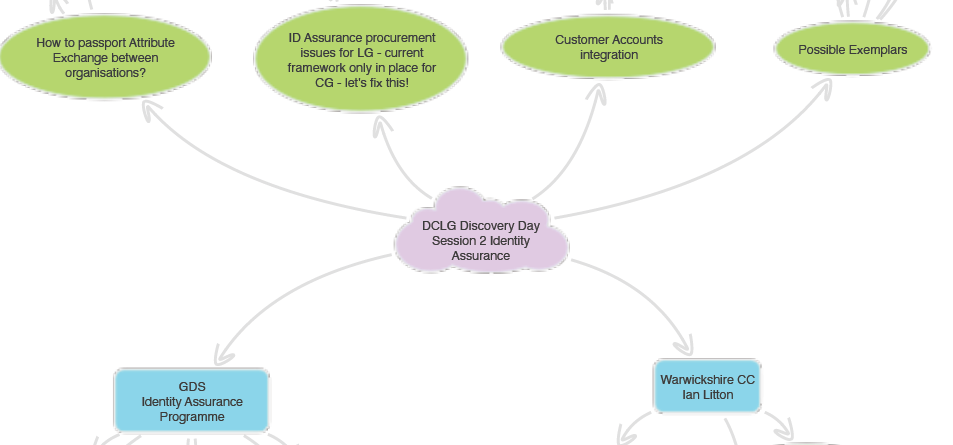 How to passport Attribute
Exchange between
organisations?
ID Assurance procurement
issues for LG - current
framework only in place for
CG - let's fix this!
Customer Accounts
integration
Possible Exemplars
DCLG Discovery Day
Session 2 Identity
Assurance
GDS
Identity Assurance
Programme
Warwickshire CC
Ian Litton